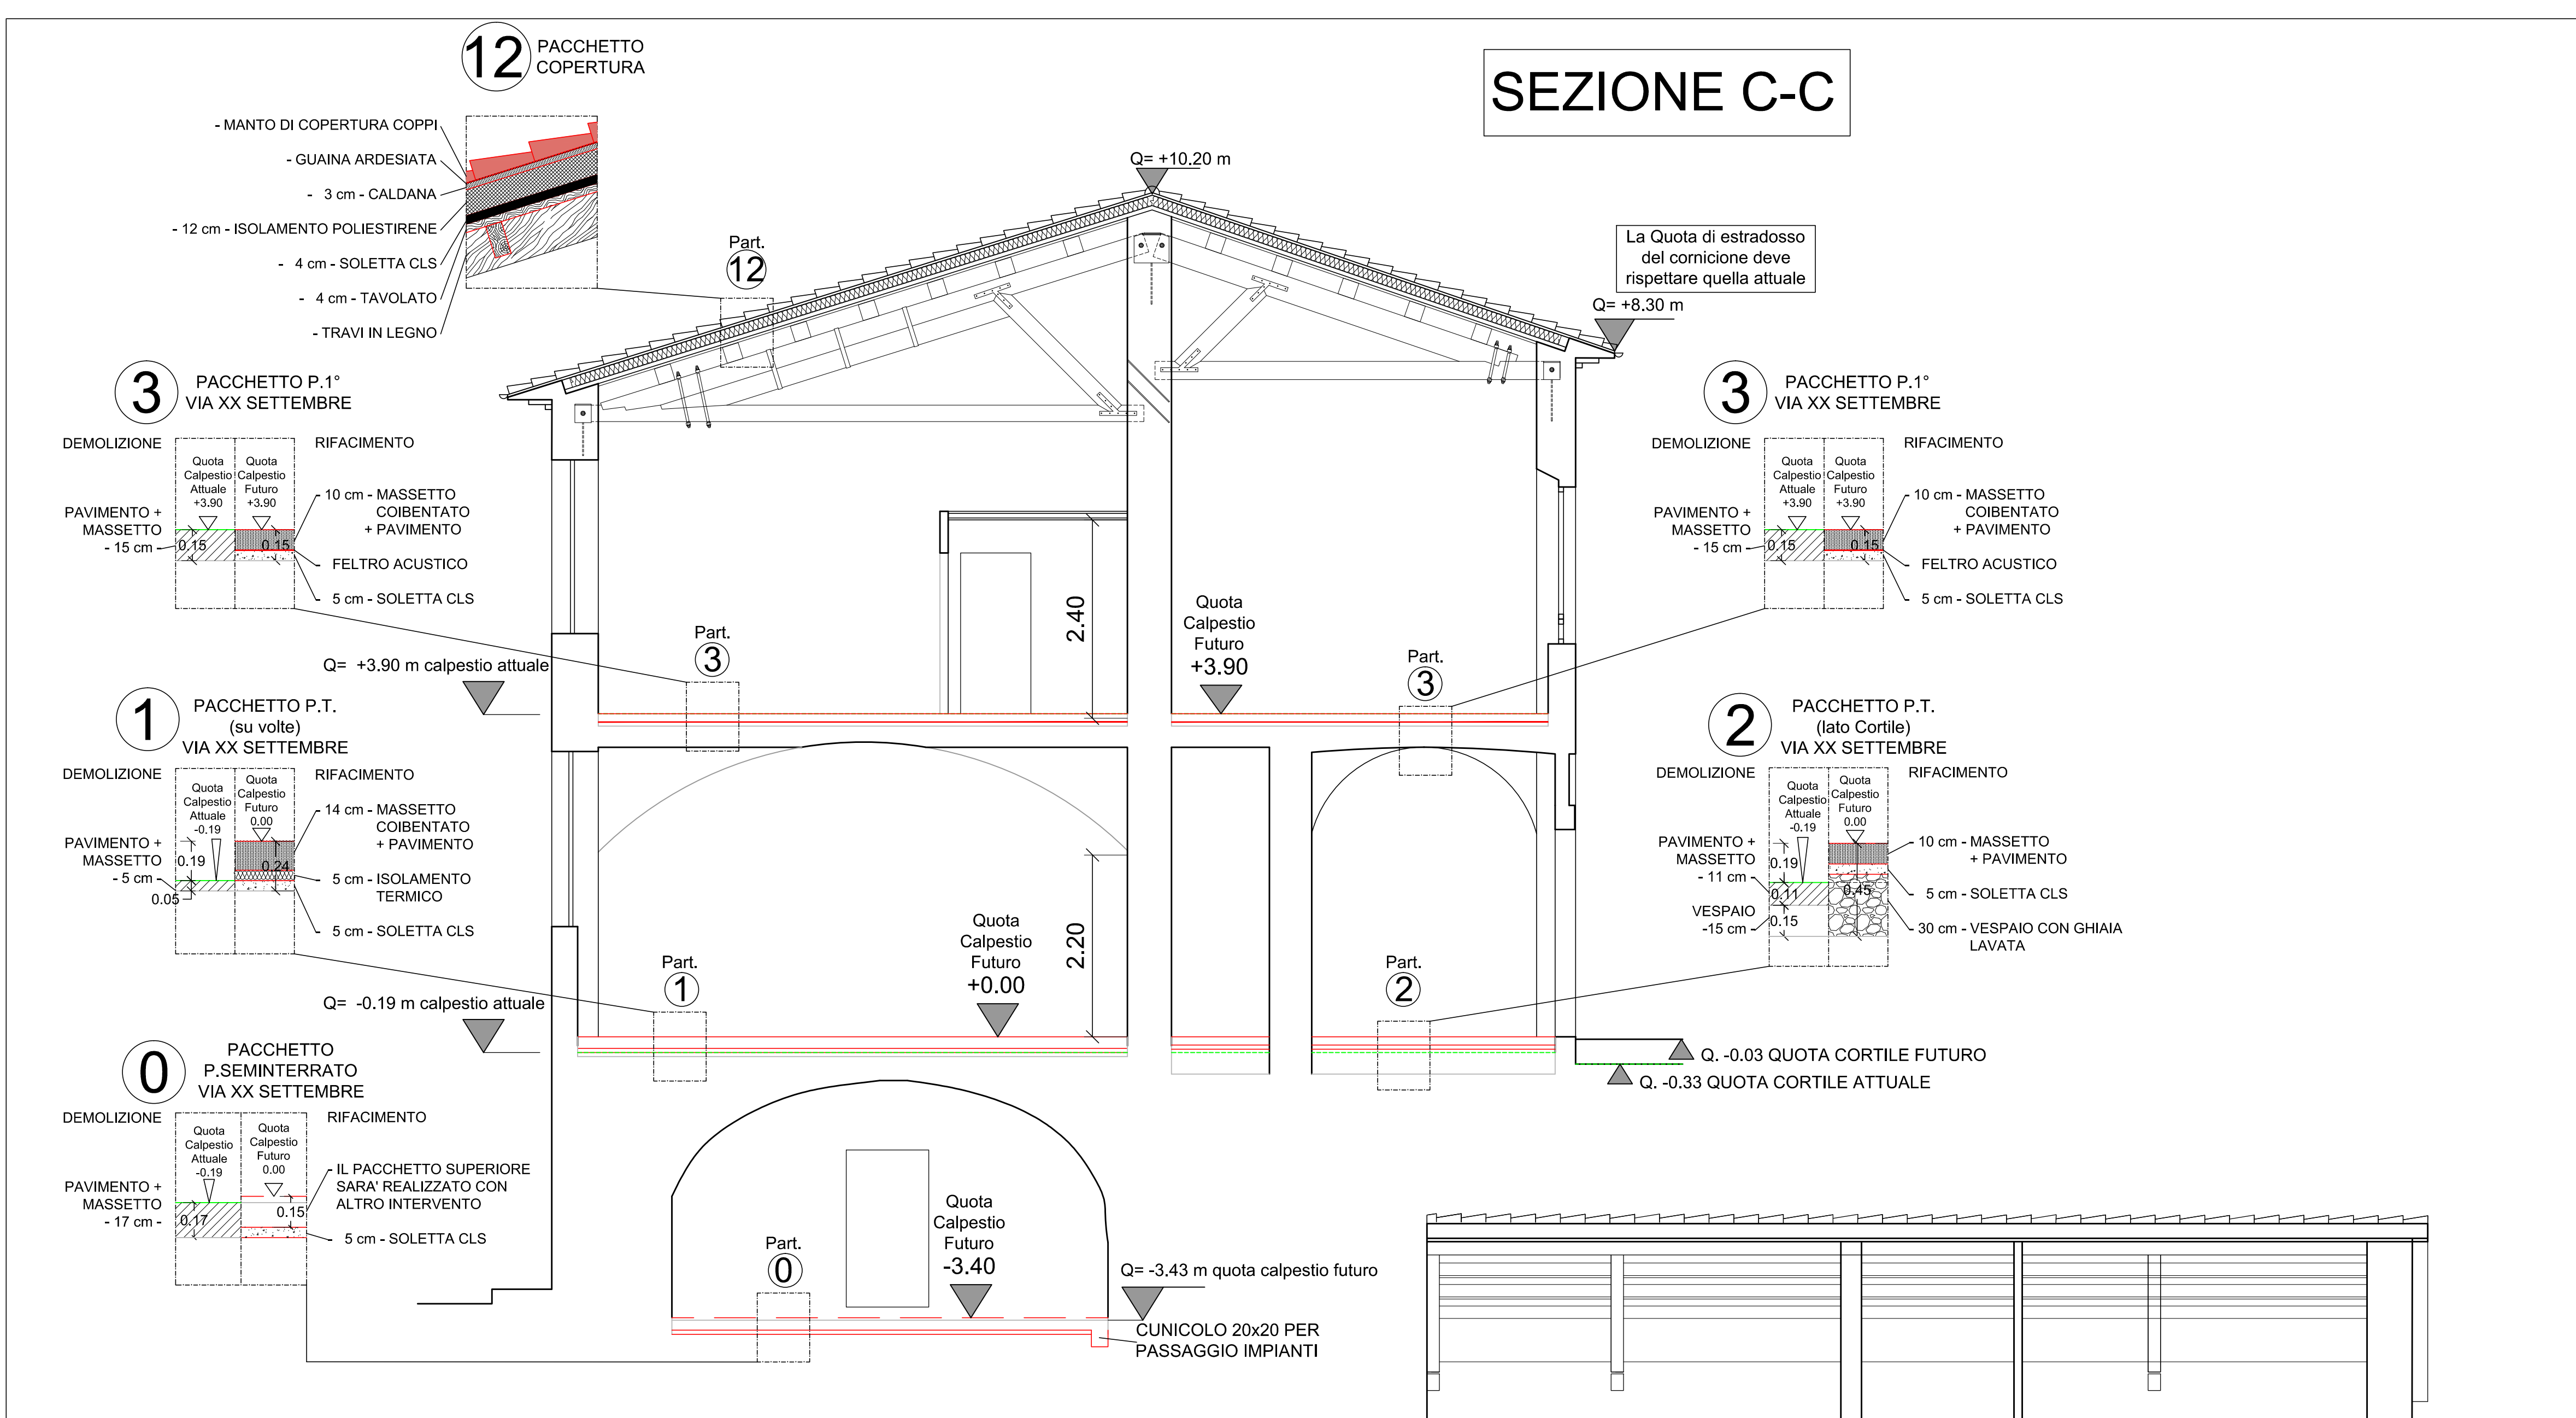 12
PACCHETTO
COPERTURA
- MANTO DI COPERTURA COPPI
- GUAINA ARDESIATA
- 3 cm - CALDANA
- 12 cm - ISOLAMENTO POLIESTIRENE
- 4 cm - SOLETTA CLS
- 4 cm - TAVOLATO
- TRAVI IN LEGNO
SEZIONE C-C
Q= +10.20 m
La Quota di estradosso
del cornicione deve
rispettare quella attuale
Q= +8.30 m
Part.
12
3
PACCHETTO P.1°
VIA XX SETTEMBRE
DEMOLIZIONE
RIFACIMENTO
Quota
Calpestio
Attuale
+3.90
Quota
Calpestio
Futuro
+3.90
PAVIMENTO +
MASSETTO
- 15 cm -
0.15
0.15
- 10 cm - MASSETTO
COIBENTATO
+ PAVIMENTO
- FELTRO ACUSTICO
- 5 cm - SOLETTA CLS
3
PACCHETTO P.1°
VIA XX SETTEMBRE
DEMOLIZIONE
RIFACIMENTO
Quota
Calpestio
Attuale
+3.90
Quota
Calpestio
Futuro
+3.90
PAVIMENTO +
MASSETTO
- 15 cm -
0.15
0.15
- 10 cm - MASSETTO
COIBENTATO
+ PAVIMENTO
- FELTRO ACUSTICO
- 5 cm - SOLETTA CLS
2.40
Quota
Calpestio
Futuro
+3.90
Part.
3
Part.
3
Q= +3.90 m calpestio attuale
1
PACCHETTO P.T.
(su volte)
VIA XX SETTEMBRE
DEMOLIZIONE
RIFACIMENTO
Quota
Calpestio
Attuale
-0.19
Quota
Calpestio
Futuro
0.00
PAVIMENTO +
MASSETTO
- 5 cm -
0.19
0.05
0.24
- 14 cm - MASSETTO
COIBENTATO
+ PAVIMENTO
- 5 cm - ISOLAMENTO
TERMICO
- 5 cm - SOLETTA CLS
2
PACCHETTO P.T.
(lato Cortile)
VIA XX SETTEMBRE
DEMOLIZIONE
RIFACIMENTO
Quota
Calpestio
Attuale
-0.19
Quota
Calpestio
Futuro
0.00
PAVIMENTO +
MASSETTO
- 11 cm -
VESPAIO
-15 cm -
0.19
0.11
0.15
0.45
- 10 cm - MASSETTO
+ PAVIMENTO
- 5 cm - SOLETTA CLS
- 30 cm - VESPAIO CON GHIAIA
LAVATA
Quota
Calpestio
Futuro
+0.00
2.20
Part.
1
Part.
2
Q= -0.19 m calpestio attuale
Q. -0.03 QUOTA CORTILE FUTURO
Q. -0.33 QUOTA CORTILE ATTUALE
0
PACCHETTO
P.SEMINTERRATO
VIA XX SETTEMBRE
DEMOLIZIONE
RIFACIMENTO
Quota
Calpestio
Attuale
-0.19
Quota
Calpestio
Futuro
0.00
PAVIMENTO +
MASSETTO
- 17 cm -
0.17
0.15
- IL PACCHETTO SUPERIORE
SARA' REALIZZATO CON
ALTRO INTERVENTO
- 5 cm - SOLETTA CLS
Part.
0
Quota
Calpestio
Futuro
-3.40
Q= -3.43 m quota calpestio futuro
CUNICOLO 20x20 PER
PASSAGGIO IMPIANTI